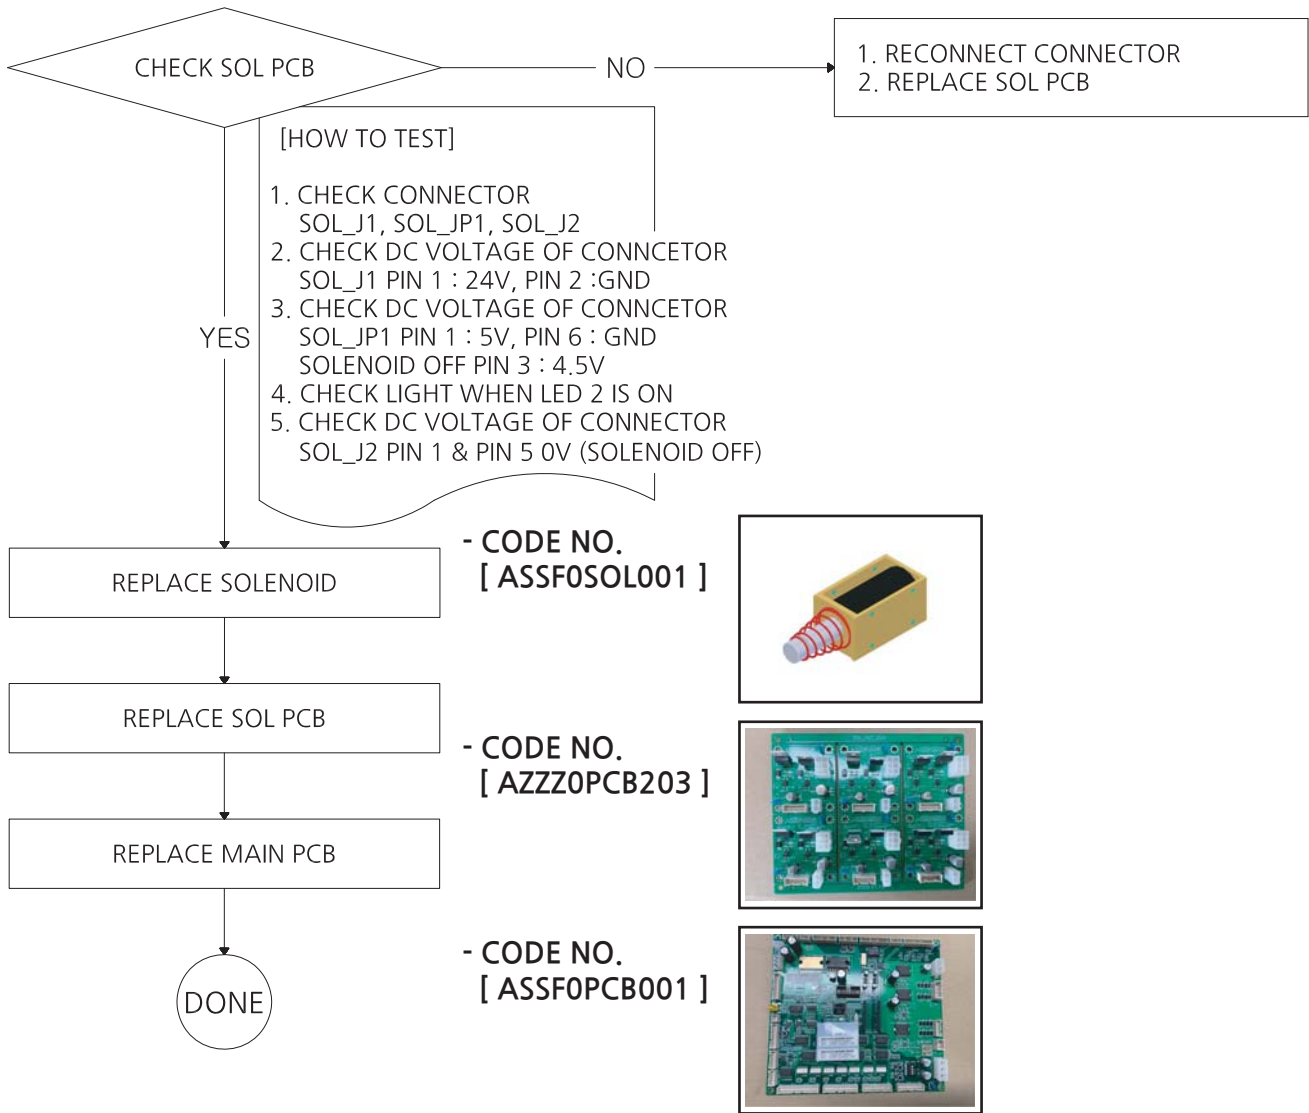 CHECK SOL PCB
NO
1. RECONNECT CONNECTOR
2. REPLACE SOL PCB
[HOW TO TEST]
1. CHECK CONNECTOR
SOL_J1, SOL_JP1, SOL_J2
2. CHECK DC VOLTAGE OF CONNCETOR
SOL_J1 PIN 1 : 24V, PIN 2 :GND
3. CHECK DC VOLTAGE OF CONNCETOR
SOL_JP1 PIN 1 : 5V, PIN 6 : GND
SOLENOID OFF PIN 3 : 4.5V
4. CHECK LIGHT WHEN LED 2 IS ON
5. CHECK DC VOLTAGE OF CONNECTOR
SOL_J2 PIN 1 & PIN 5 0V (SOLENOID OFF)
YES
REPLACE SOLENOID
- CODE NO.
[ ASSF0SOL001 ]
REPLACE SOL PCB
- CODE NO.
[ AZZZ0PCB203 ]
REPLACE MAIN PCB
- CODE NO.
[ ASSF0PCB001 ]
DONE